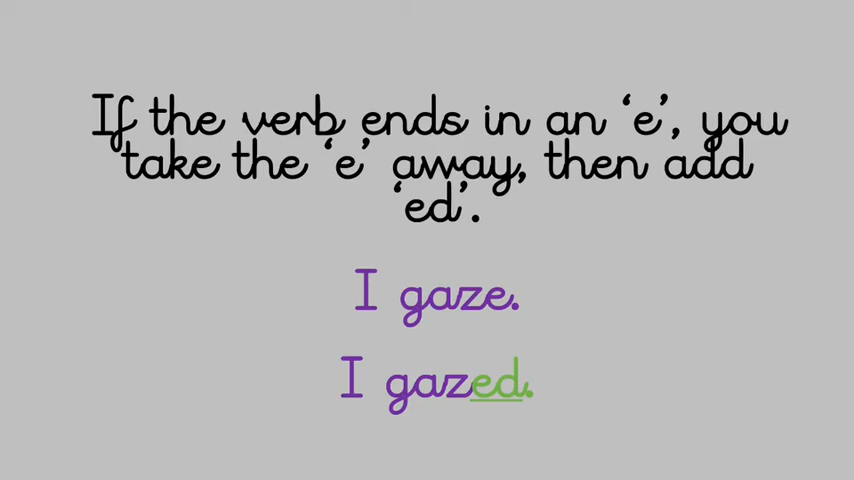 If the verb ends in an ‘e’, you
take the ‘e’ away, then add
‘ed’.
I gaze.
I gazed.